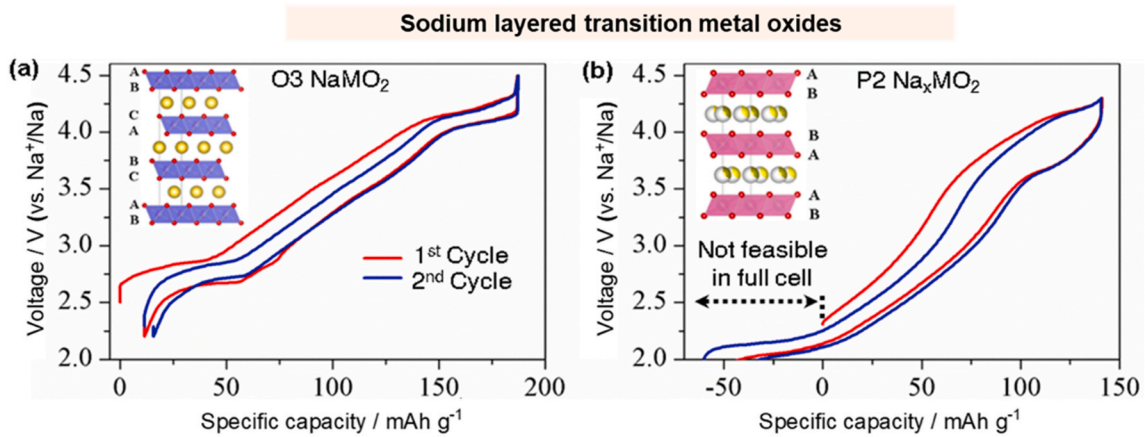 Sodium layered transition metal oxides
(a)
O3 NaMO₂
A
B
C
A
B
C
A
B
4.5
4.0
3.5
3.0
2.5
2.0
Voltage / V (vs. Na⁺/Na)
1ˢᵗ Cycle
2ⁿᵈ Cycle
0
50
100
150
200
Specific capacity / mAh g⁻¹
(b)
P2 NaₓMO₂
A
B
B
A
A
B
4.5
4.0
3.5
3.0
2.5
2.0
Voltage / V (vs. Na⁺/Na)
Not feasible
in full cell
-50
0
50
100
150
Specific capacity / mAh g⁻¹